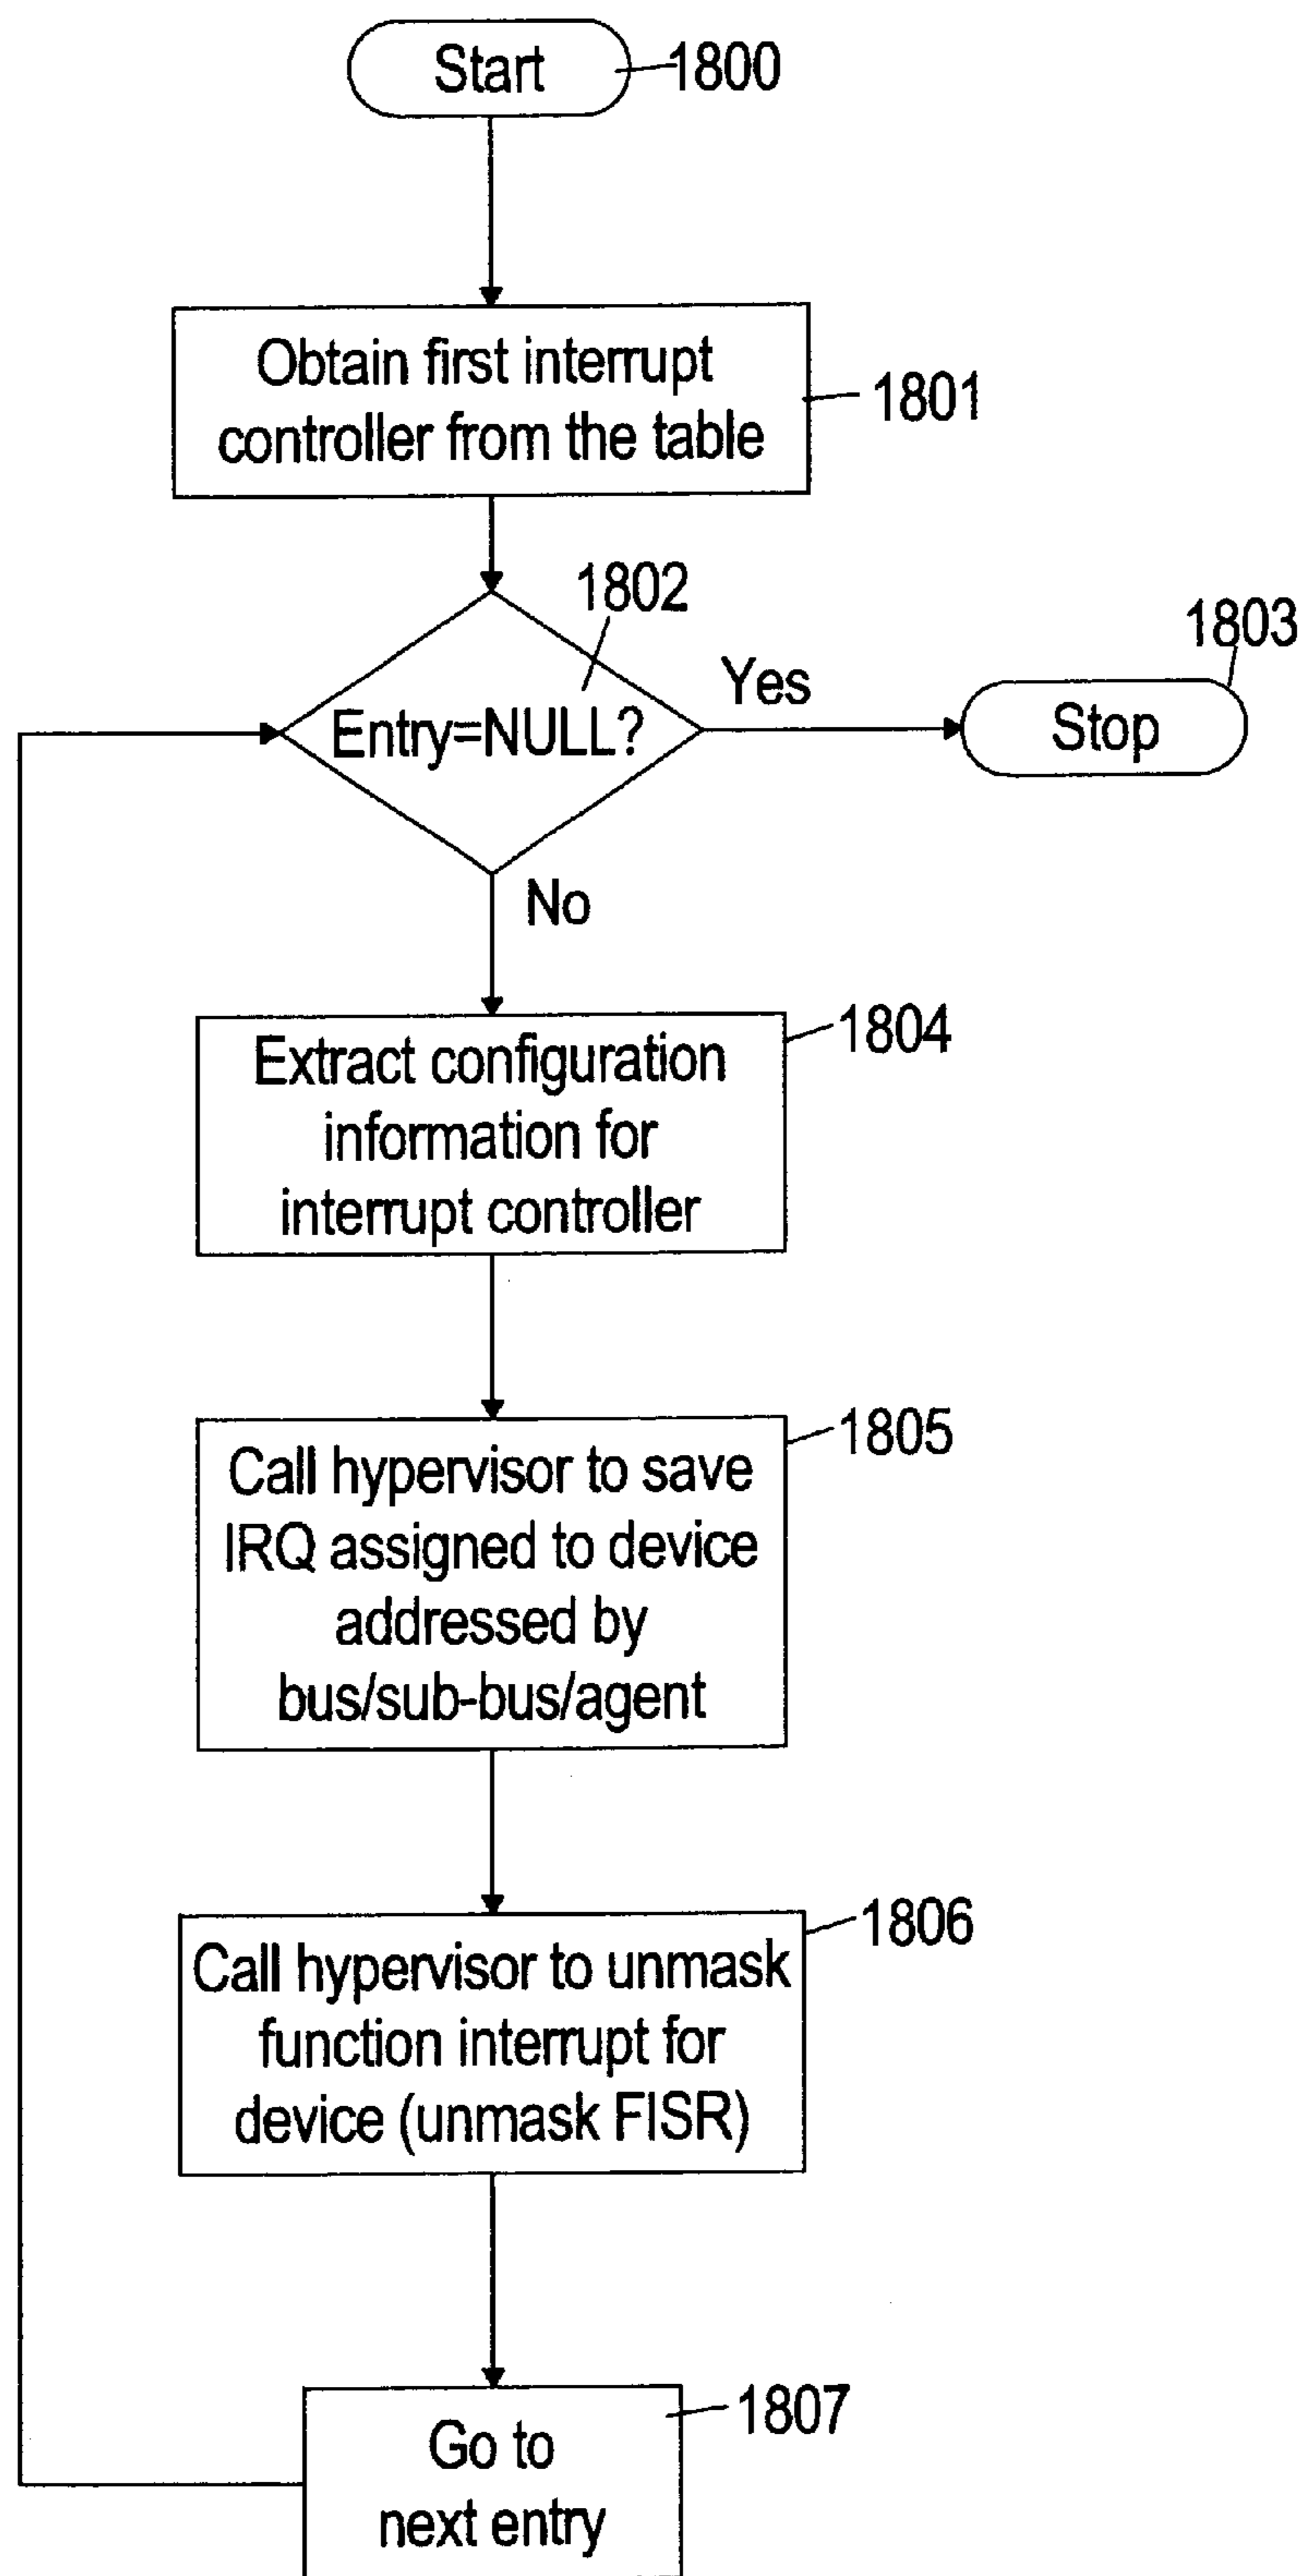 Start
1800
Obtain first interrupt
controller from the table
1801
1802
Entry=NULL?
Yes
1803
Stop
No
1804
Extract configuration
information for
interrupt controller
1805
Call hypervisor to save
IRQ assigned to device
addressed by
bus/sub-bus/agent
1806
Call hypervisor to unmask
function interrupt for
device (unmask FISR)
1807
Go to
next entry